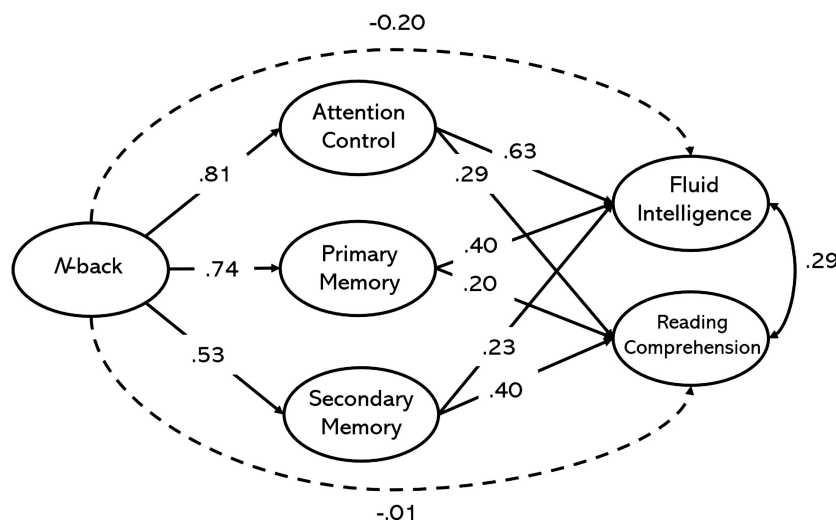 -0.20
Attention
Control
.63
.81
.29
Fluid
Intelligence
N-back
.74
Primary
Memory
.40
.20
.29
Reading
Comprehension
.53
.23
.40
Secondary
Memory
-.01